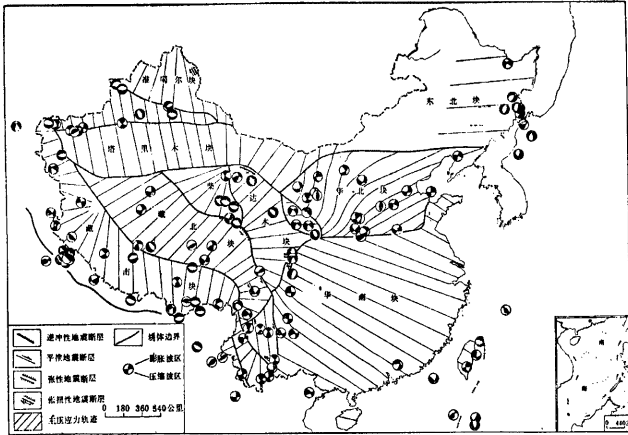 准噶尔块
东北块
塔里木块
柴
达
木
块
华北块
藏
北
块
藏
南
块
华南块
逆冲性地震断层
块体边界
平推地震断层
膨胀波区
张性地震断层
压缩波区
张扭性地震断层
主压应力轨迹
0 180 360 540公里
南
海